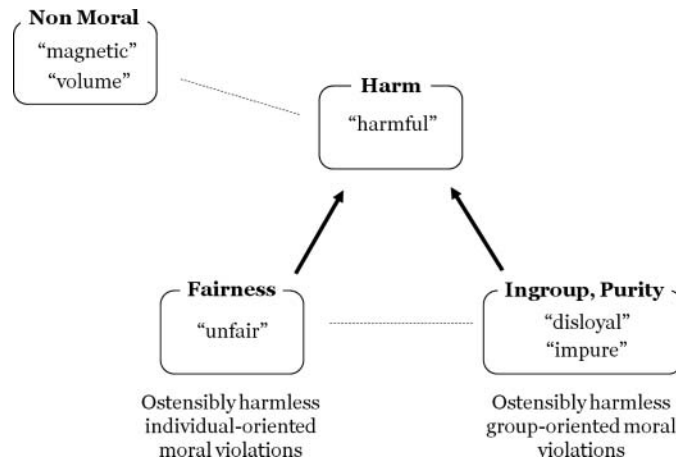 Non Moral
“magnetic”
“volume”
Harm
“harmful”
Fairness
“unfair”
Ingroup, Purity
“disloyal”
“impure”
Ostensibly harmless
individual-oriented
moral violations
Ostensibly harmless
group-oriented moral
violations